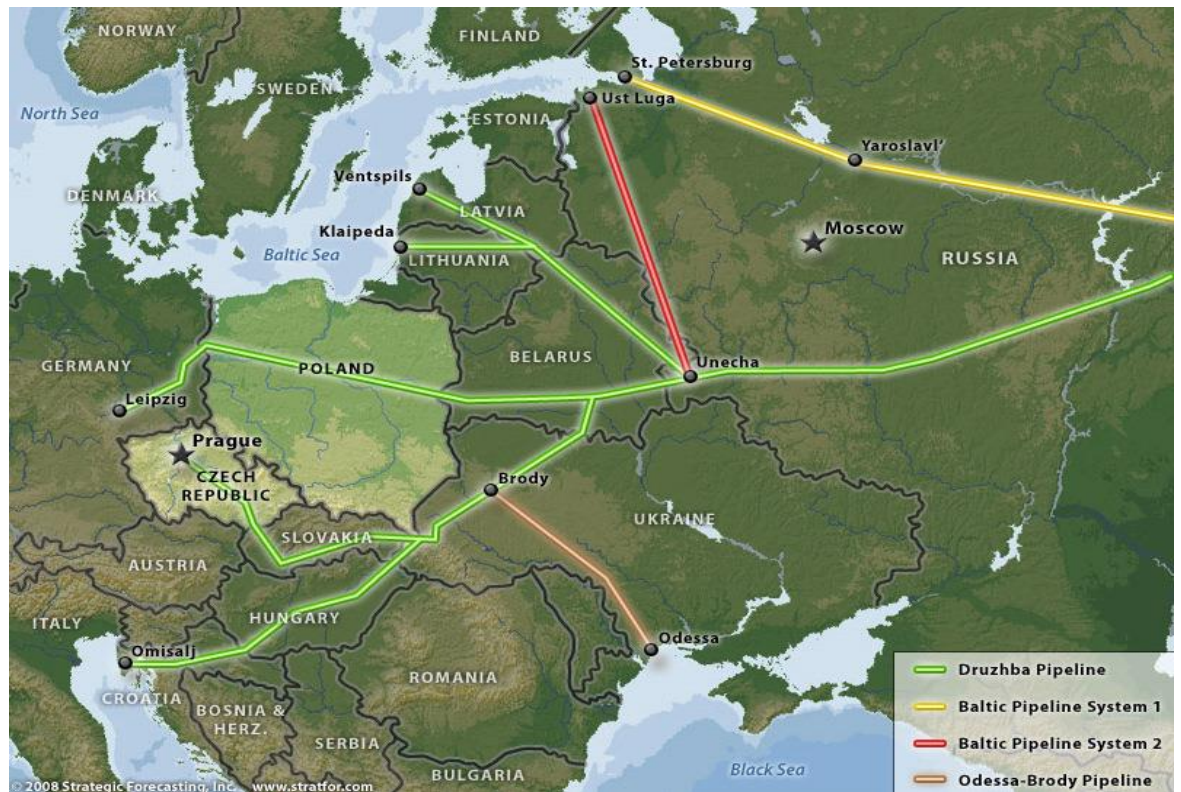 NORWAY
FINLAND
St. Petersburg
SWEDEN
Ust Luga
North Sea
ESTONIA
Yaroslavl'
Ventspils
DENMARK
LATVIA
Klaipeda
Moscow
Baltic Sea
LITHUANIA
RUSSIA
BELARUS
Unecha
GERMANY
POLAND
Leipzig
Prague
CZECH
REPUBLIC
Brody
SLOVAKIA
UKRAINE
AUSTRIA
HUNGARY
ITALY
Odessa
Omisalj
ROMANIA
CROATIA
BOSNIA &
HERZ.
SERBIA
BULGARIA
Black Sea
Druzhba Pipeline
Baltic Pipeline System 1
Baltic Pipeline System 2
Odessa-Brody Pipeline
© 2008 Strategic Forecasting, Inc. www.stratfor.com